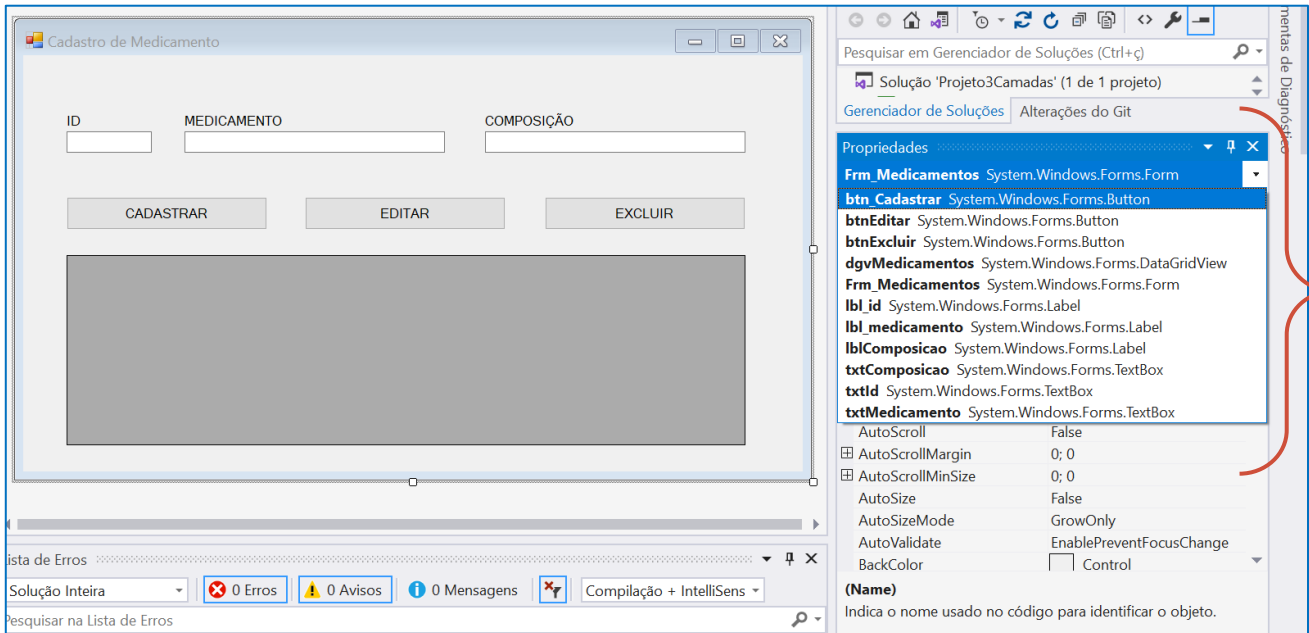 Cadastro de Medicamento
ID MEDICAMENTO COMPOSIÇÃO
CADASTRAR EDITAR EXCLUIR
Lista de Erros
Solução Inteira 0 Erros 0 Avisos 0 Mensagens Compilação + IntelliSens
Pesquisar na Lista de Erros
Pesquisar em Gerenciador de Soluções (Ctrl+ç)
Solução 'Projeto3Camadas' (1 de 1 projeto)
Gerenciador de Soluções Alterações do Git
Propriedades
Frm_Medicamentos System.Windows.Forms.Form
btn_Cadastrar System.Windows.Forms.Button
btnEditar System.Windows.Forms.Button
btnExcluir System.Windows.Forms.Button
dgvMedicamentos System.Windows.Forms.DataGridView
Frm_Medicamentos System.Windows.Forms.Form
lbl_id System.Windows.Forms.Label
lbl_medicamento System.Windows.Forms.Label
lblComposicao System.Windows.Forms.Label
txtComposicao System.Windows.Forms.TextBox
txtId System.Windows.Forms.TextBox
txtMedicamento System.Windows.Forms.TextBox
AutoScroll False
AutoScrollMargin 0; 0
AutoScrollMinSize 0; 0
AutoSize False
AutoSizeMode GrowOnly
AutoValidate EnablePreventFocusChange
BackColor Control
(Name)
Indica o nome usado no código para identificar o objeto.
mentas de Diagnóstico